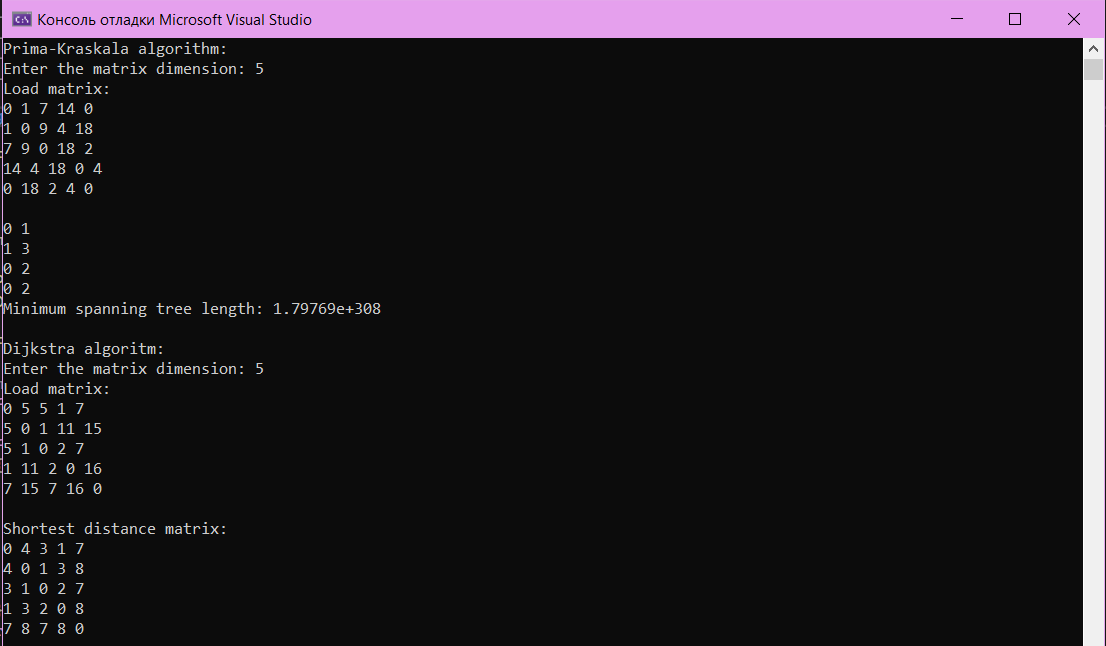 Консоль отладки Microsoft Visual Studio
Prima-Kraskala algorithm:
Enter the matrix dimension: 5
Load matrix:
0 1 7 14 0
1 0 9 4 18
7 9 0 18 2
14 4 18 0 4
0 18 2 4 0
0 1
1 3
0 2
0 2
Minimum spanning tree length: 1.79769e+308
Dijkstra algoritm:
Enter the matrix dimension: 5
Load matrix:
0 5 5 1 7
5 0 1 11 15
5 1 0 2 7
1 11 2 0 16
7 15 7 16 0
Shortest distance matrix:
0 4 3 1 7
4 0 1 3 8
3 1 0 2 7
1 3 2 0 8
7 8 7 8 0